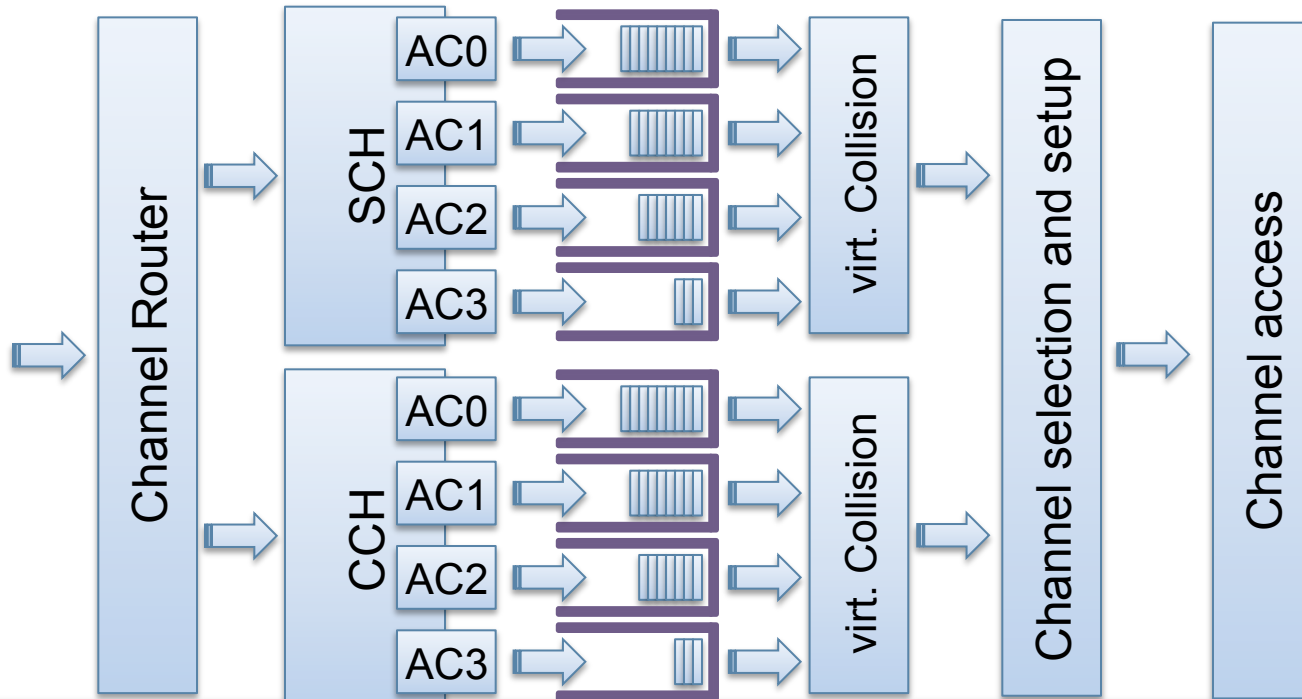 Channel Router
SCH
AC0
AC1
AC2
AC3
virt. Collision
CCH
AC0
AC1
AC2
AC3
virt. Collision
Channel selection and setup
Channel access